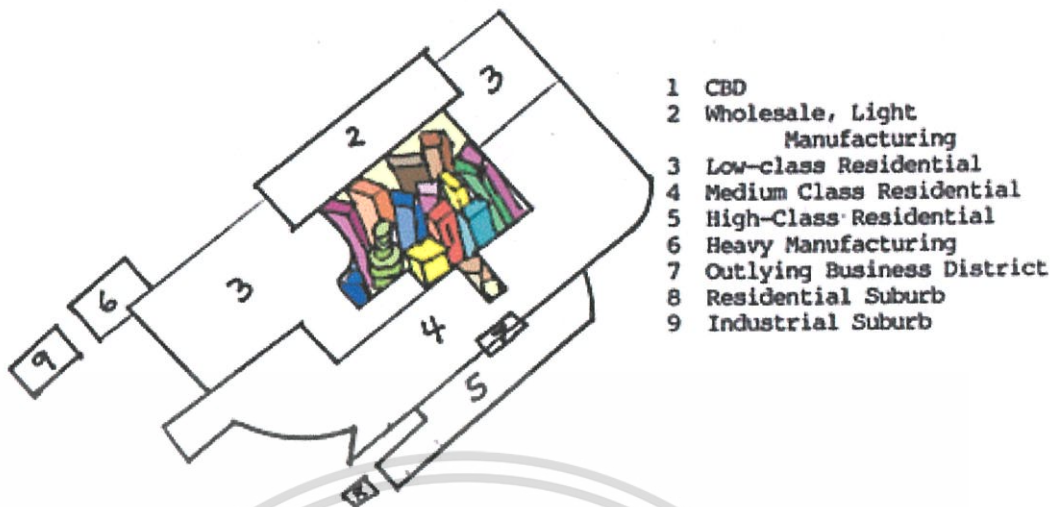 3
2
3
6
9
4
7
5
8
1 CBD
2 Wholesale, Light
Manufacturing
3 Low-class Residential
4 Medium Class Residential
5 High-Class Residential
6 Heavy Manufacturing
7 Outlying Business District
8 Residential Suburb
9 Industrial Suburb